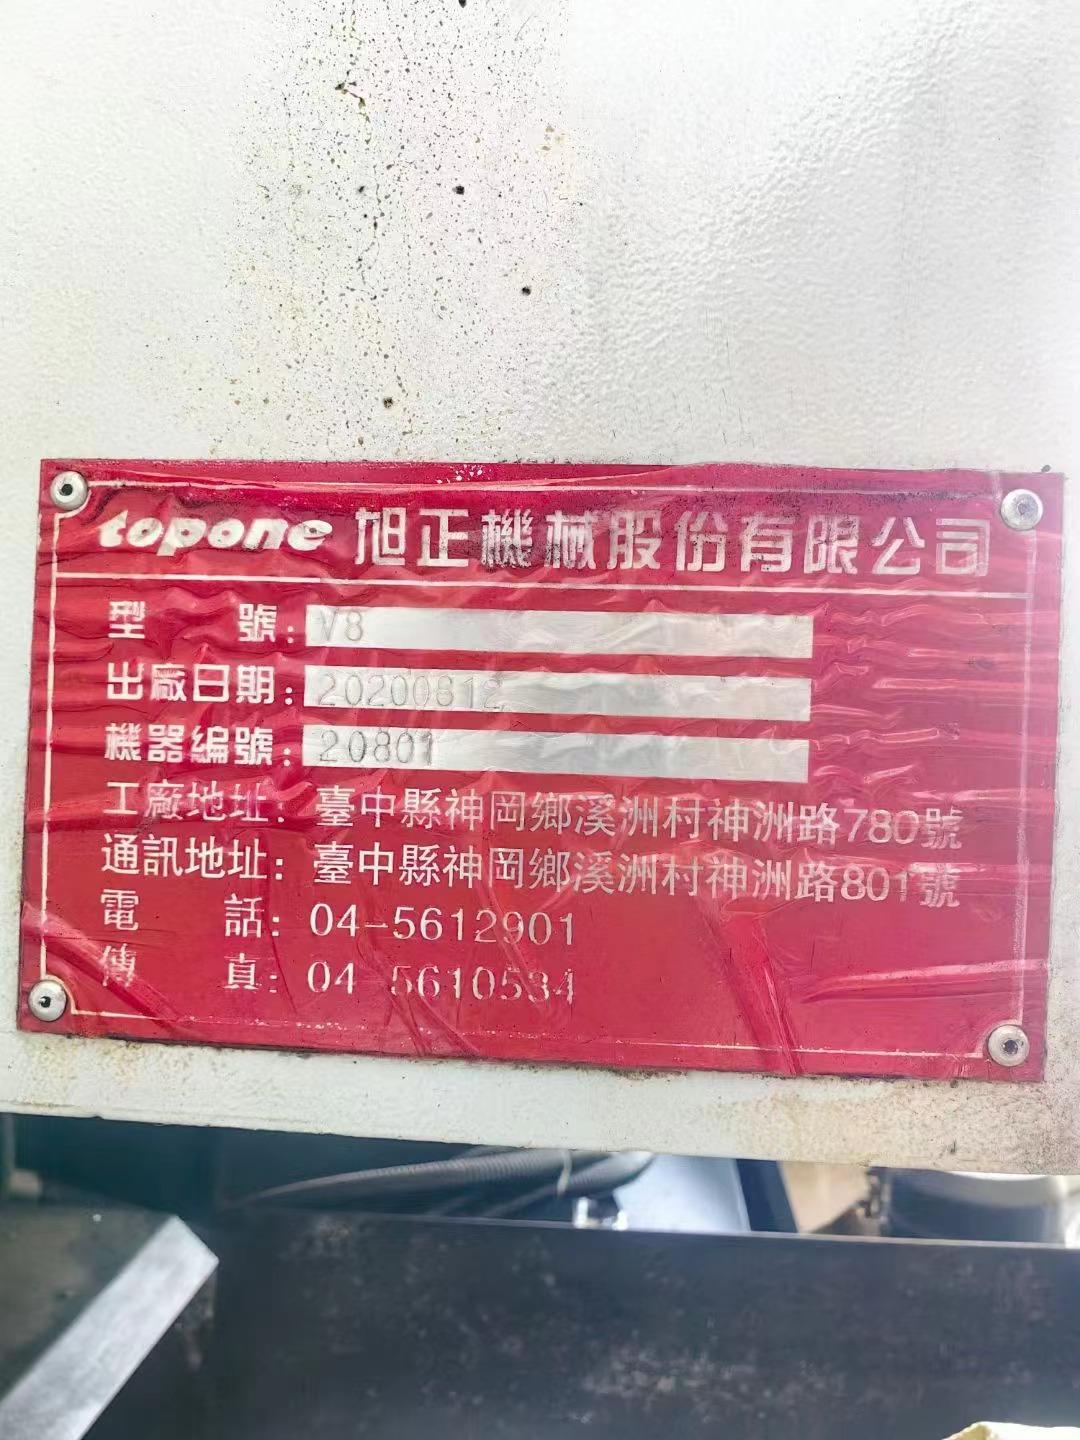 topone 旭正機械股份有限公司
型號: V8
出廠日期: 20200812
機器編號: 20801
工廠地址: 臺中縣神岡鄉溪洲村神洲路780號
通訊地址: 臺中縣神岡鄉溪洲村神洲路801號
電話: 04-5612901
傳真: 04 5610534